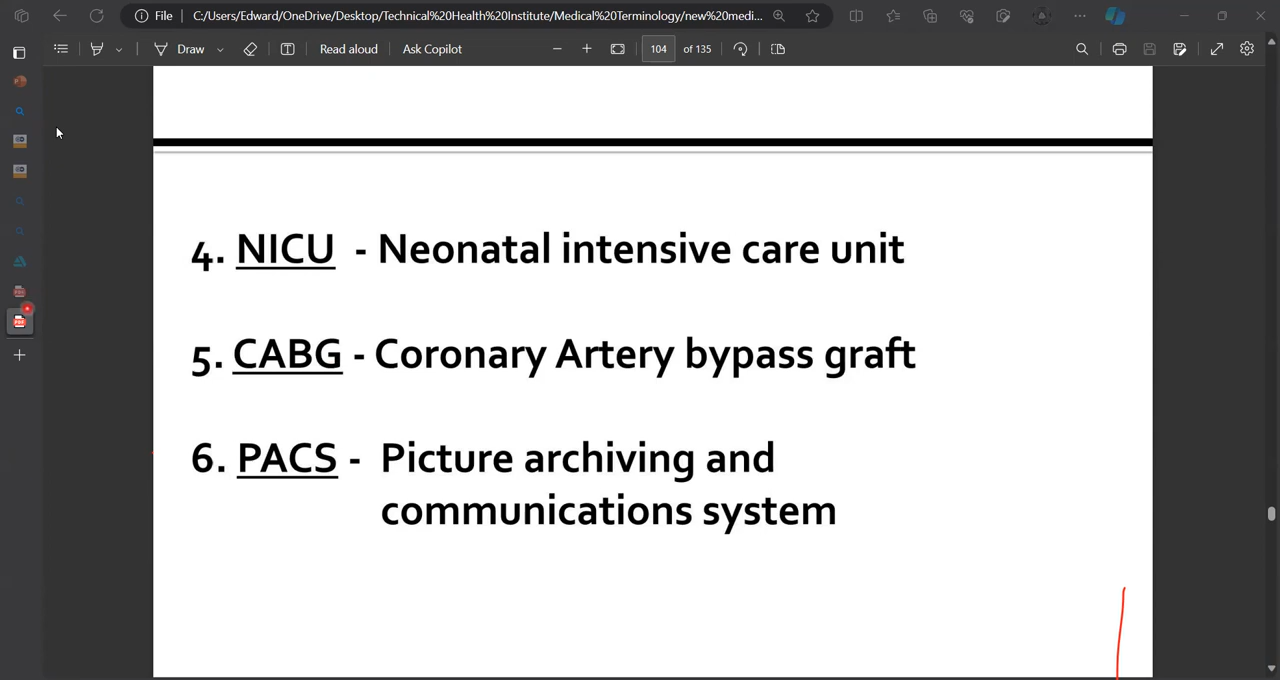 File C:/Users/Edward/OneDrive/Desktop/Technical%20Health%20Institute/Medical%20Terminology/new%20medi...
Draw Read aloud Ask Copilot 104 of 135
4. NICU - Neonatal intensive care unit
5. CABG - Coronary Artery bypass graft
6. PACS - Picture archiving and
communications system